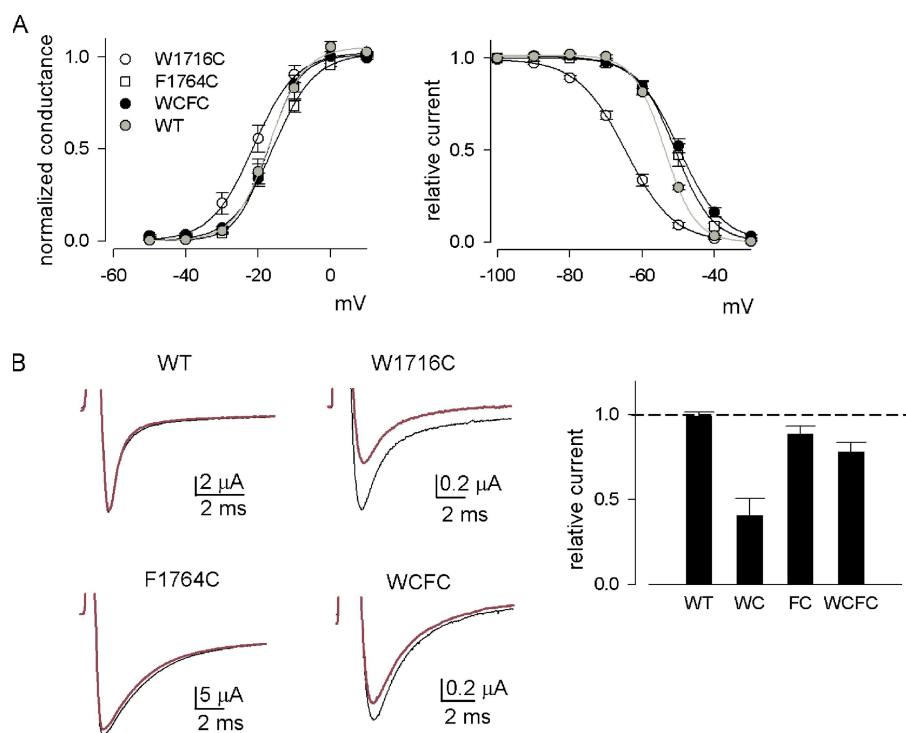 A
normalized conductance
1.0
0.5
0.0
W1716C
F1764C
WCFC
WT
-60 -40 -20 0
mV
relative current
1.0
0.5
0.0
-100 -80 -60 -40
mV
B
WT
2 μA
2 ms
W1716C
0.2 μA
2 ms
F1764C
5 μA
2 ms
WCFC
0.2 μA
2 ms
relative current
1.0
0.5
0.0
WT WC FC WCFC